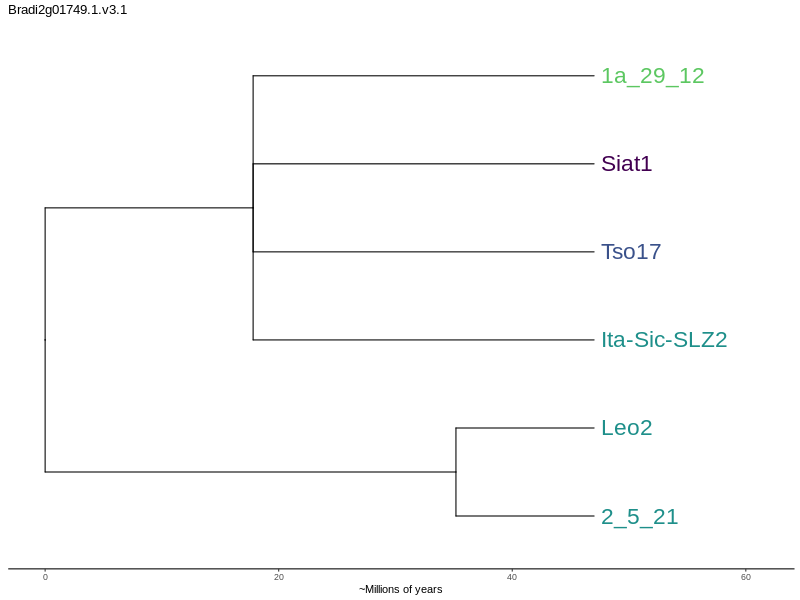 Bradi2g01749.1.v3.1
1a_29_12
Siat1
Tso17
Ita-Sic-SLZ2
Leo2
2_5_21
0 20 40 60
~Millions of years